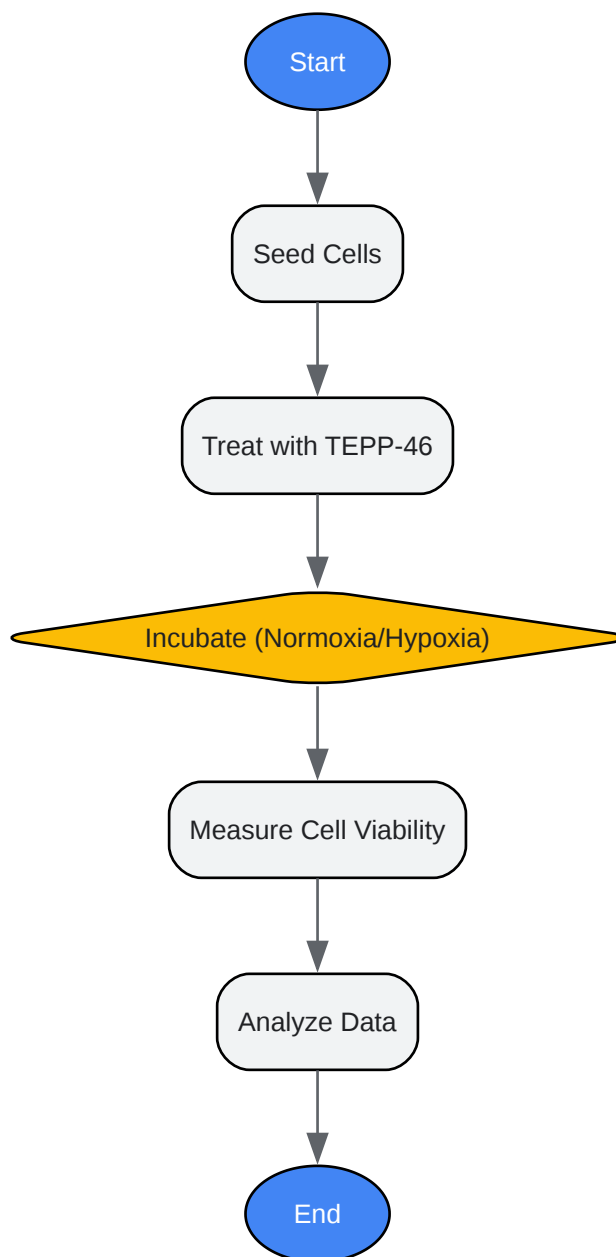 Start
Seed Cells
Treat with TEPP-46
Incubate (Normoxia/Hypoxia)
Measure Cell Viability
Analyze Data
End